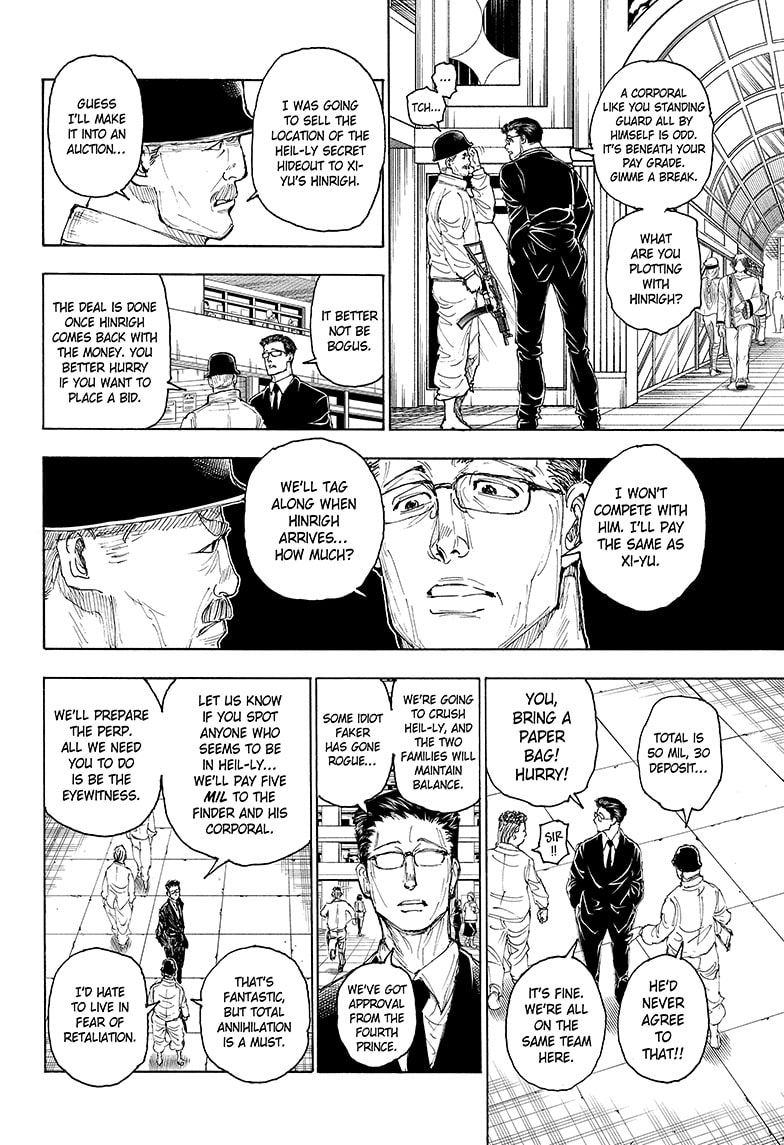 A CORPORAL
LIKE YOU STANDING
GUARD ALL BY
HIMSELF IS ODD.
IT'S BENEATH YOUR
PAY GRADE.
GIMME A BREAK.
WHAT
ARE YOU
PLOTTING
WITH
HINRIGH?
...
TCH...
I WAS GOING
TO SELL THE
LOCATION OF THE
HEIL-LY SECRET
HIDEOUT TO XI-
YU'S HINRIGH.
GUESS
I'LL MAKE
IT INTO AN
AUCTION...
IT BETTER
NOT BE
BOGUS.
THE DEAL IS DONE
ONCE HINRIGH
COMES BACK WITH
THE MONEY. YOU
BETTER HURRY
IF YOU WANT TO
PLACE A BID.
I WON'T
COMPETE WITH
HIM. I'LL PAY
THE SAME AS
XI-YU.
WE'LL TAG
ALONG WHEN
HINRIGH
ARRIVES...
HOW MUCH?
TOTAL IS
50 MIL, 30
DEPOSIT...
YOU,
BRING A
PAPER
BAG!
HURRY!
SIR
!!
HE'D
NEVER
AGREE
TO
THAT!!
IT'S FINE.
WE'RE ALL
ON THE
SAME TEAM
HERE.
WE'RE GOING
TO CRUSH
HEIL-LY, AND
THE TWO
FAMILIES WILL
MAINTAIN
BALANCE.
SOME IDIOT
FAKER
HAS GONE
ROGUE...
WE'VE GOT
APPROVAL
FROM THE
FOURTH
PRINCE.
LET US KNOW
IF YOU SPOT
ANYONE WHO
SEEMS TO BE
IN HEIL-LY...
WE'LL PAY FIVE
MIL TO THE
FINDER AND HIS
CORPORAL.
WE'LL PREPARE
THE PERP.
ALL WE NEED
YOU TO DO
IS BE THE
EYEWITNESS.
THAT'S
FANTASTIC,
BUT TOTAL
ANNIHILATION
IS A MUST.
I'D HATE
TO LIVE IN
FEAR OF
RETALIATION.